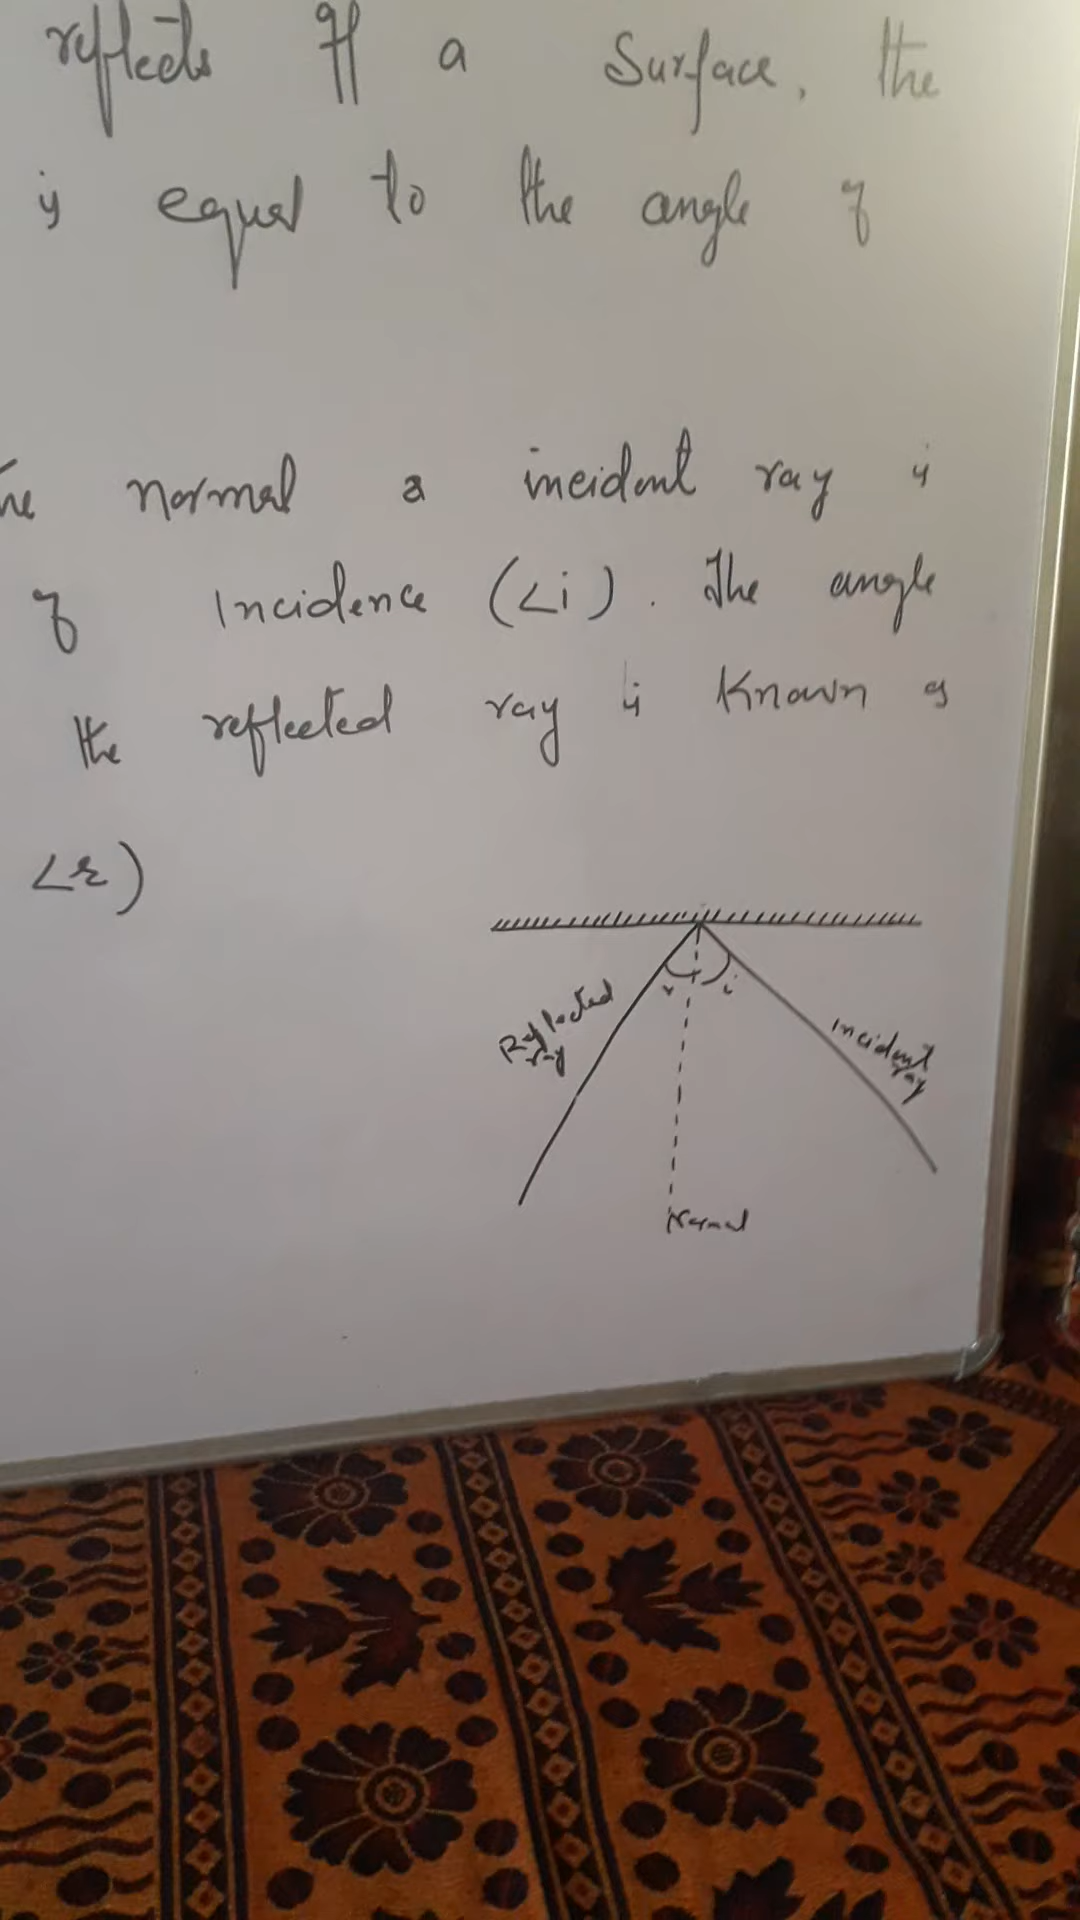 reflects off a Surface, the
is equal to the angle of
the normal & incident ray is
of Incidence (∠i). The angle
the reflected ray is known as
∠r)
r i
Reflected
ray
incident
ray
Normal